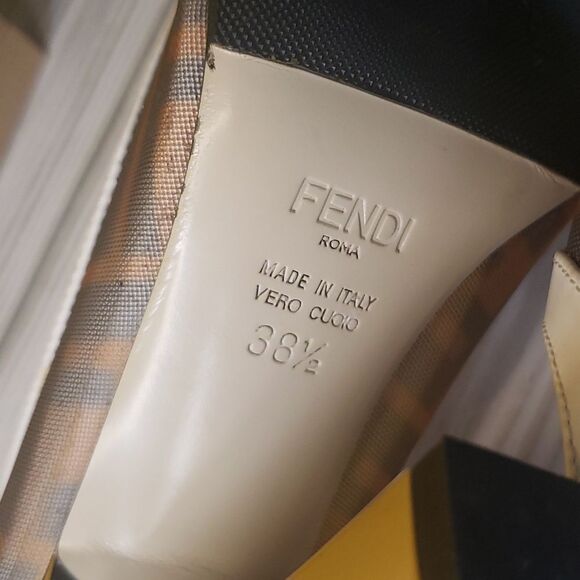 FENDI
ROMA
MADE IN ITALY
VERO CUOIO
38½